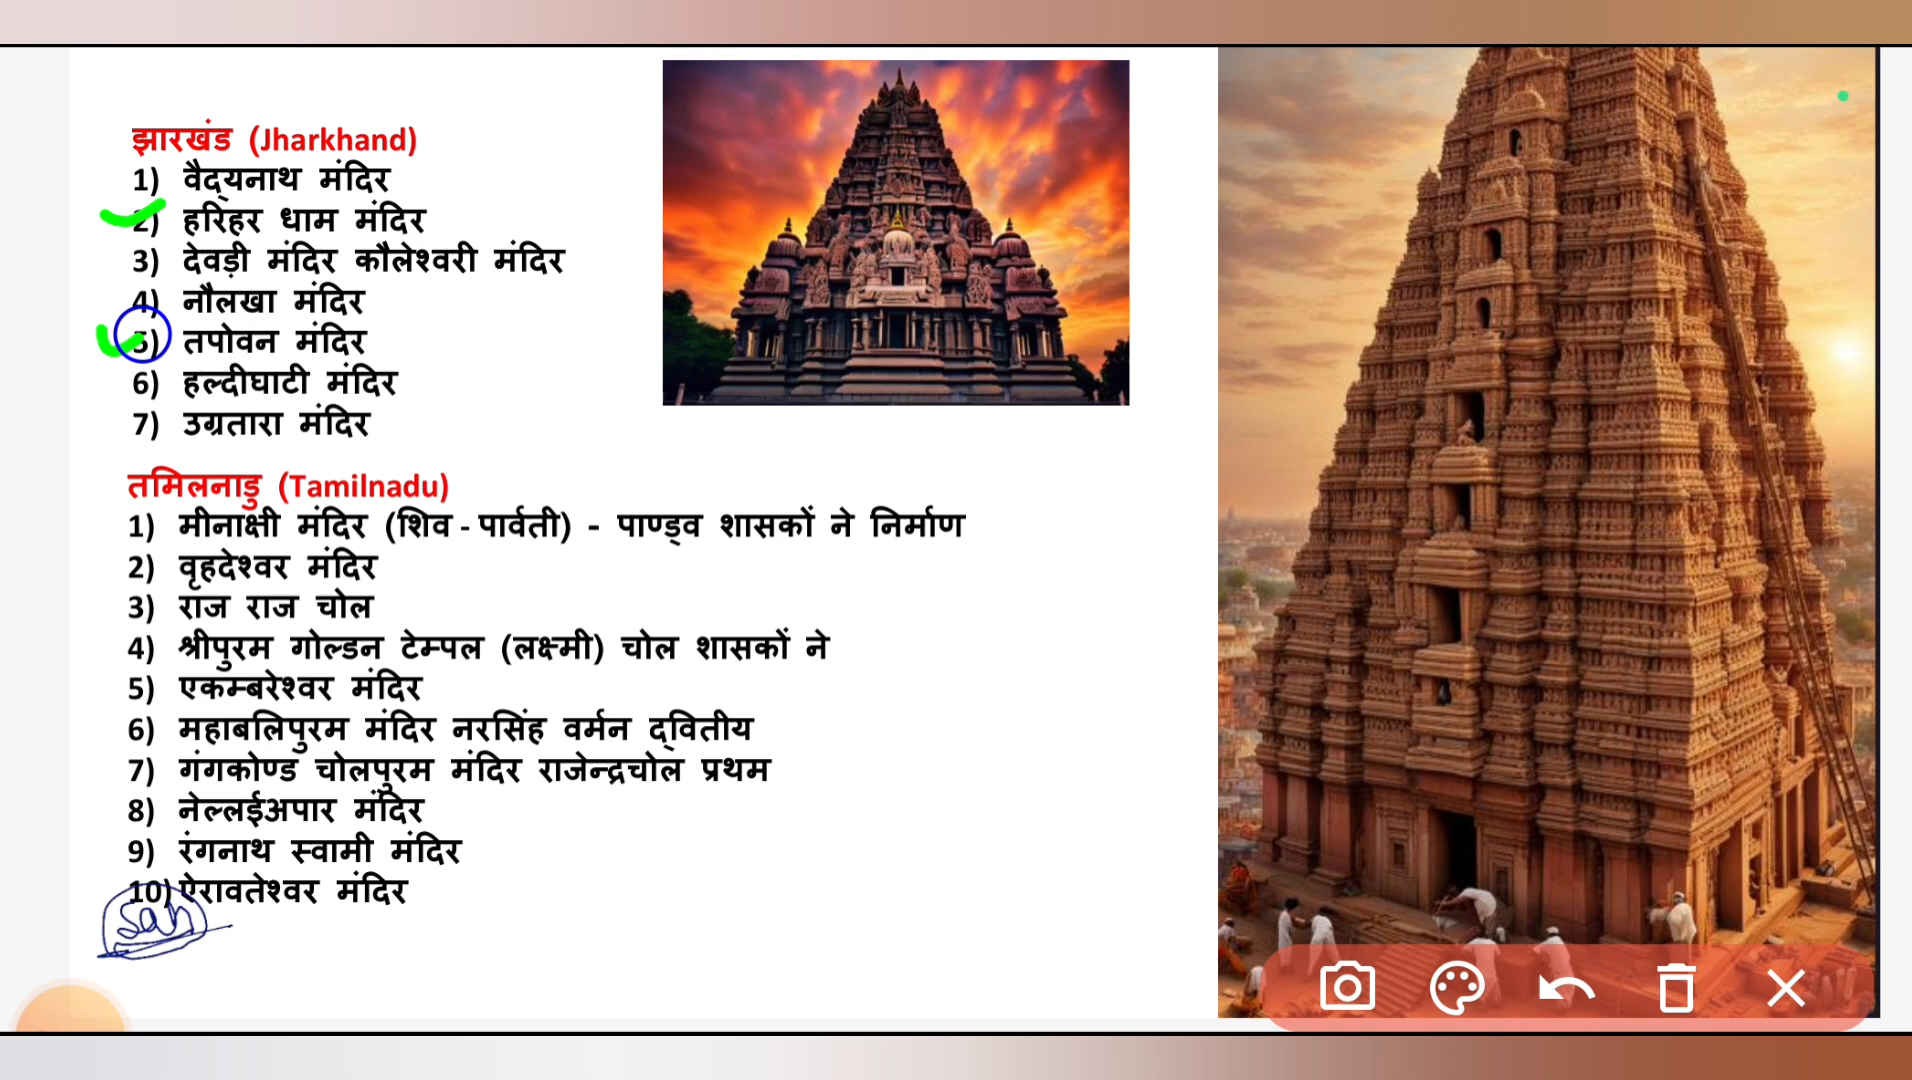 झारखंड (Jharkhand)
1) वैद्यनाथ मंदिर
2) हरिहर धाम मंदिर
3) देवड़ी मंदिर कौलेश्वरी मंदिर
4) नौलखा मंदिर
5) तपोवन मंदिर
6) हल्दीघाटी मंदिर
7) उग्रतारा मंदिर
तमिलनाडु (Tamilnadu)
1) मीनाक्षी मंदिर (शिव - पार्वती) - पाण्ड्व शासकों ने निर्माण
2) वृहदेश्वर मंदिर
3) राज राज चोल
4) श्रीपुरम गोल्डन टेम्पल (लक्ष्मी) चोल शासकों ने
5) एकम्बरेश्वर मंदिर
6) महाबलिपुरम मंदिर नरसिंह वर्मन द्वितीय
7) गंगकोण्ड चोलपुरम मंदिर राजेन्द्रचोल प्रथम
8) नेल्लईअपार मंदिर
9) रंगनाथ स्वामी मंदिर
10) ऐरावतेश्वर मंदिर